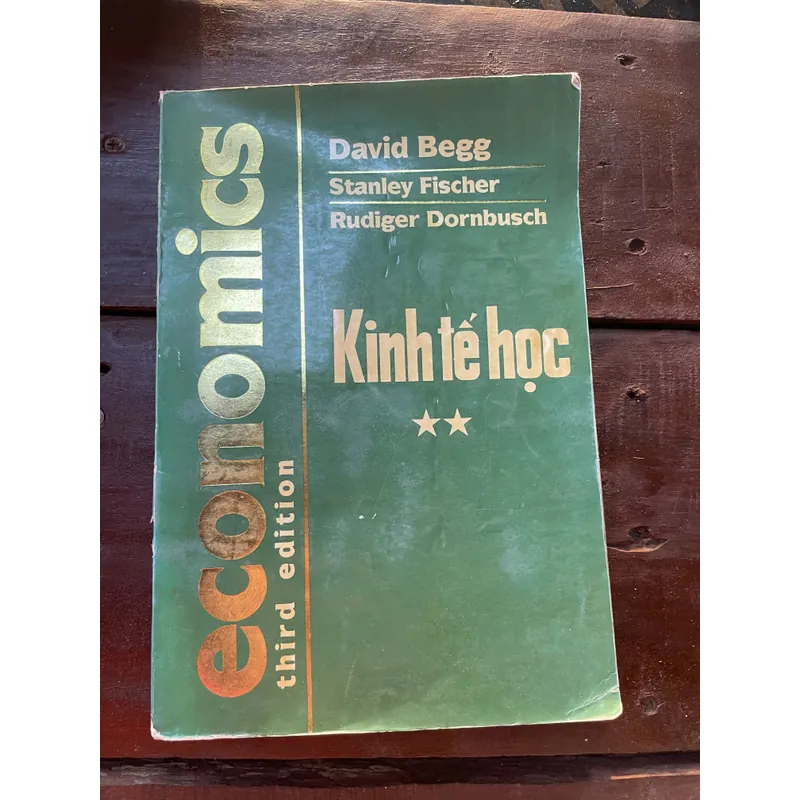 economics
third edition
David Begg
Stanley Fischer
Rudiger Dornbusch
Kinh tế học